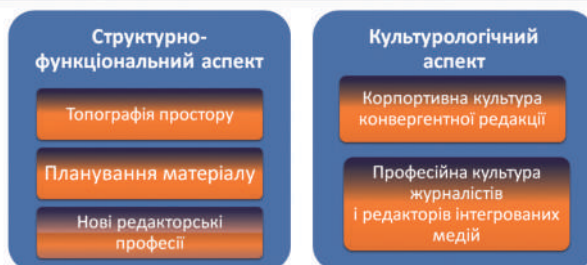 Структурно-
функціональний аспект
Топографія простору
Планування матеріалу
Нові редакторські
професії
Культурологічний
аспект
Корпортивна культура
конвергентної редакції
Професійна культура
журналістів
і редакторів інтегрованих
медій